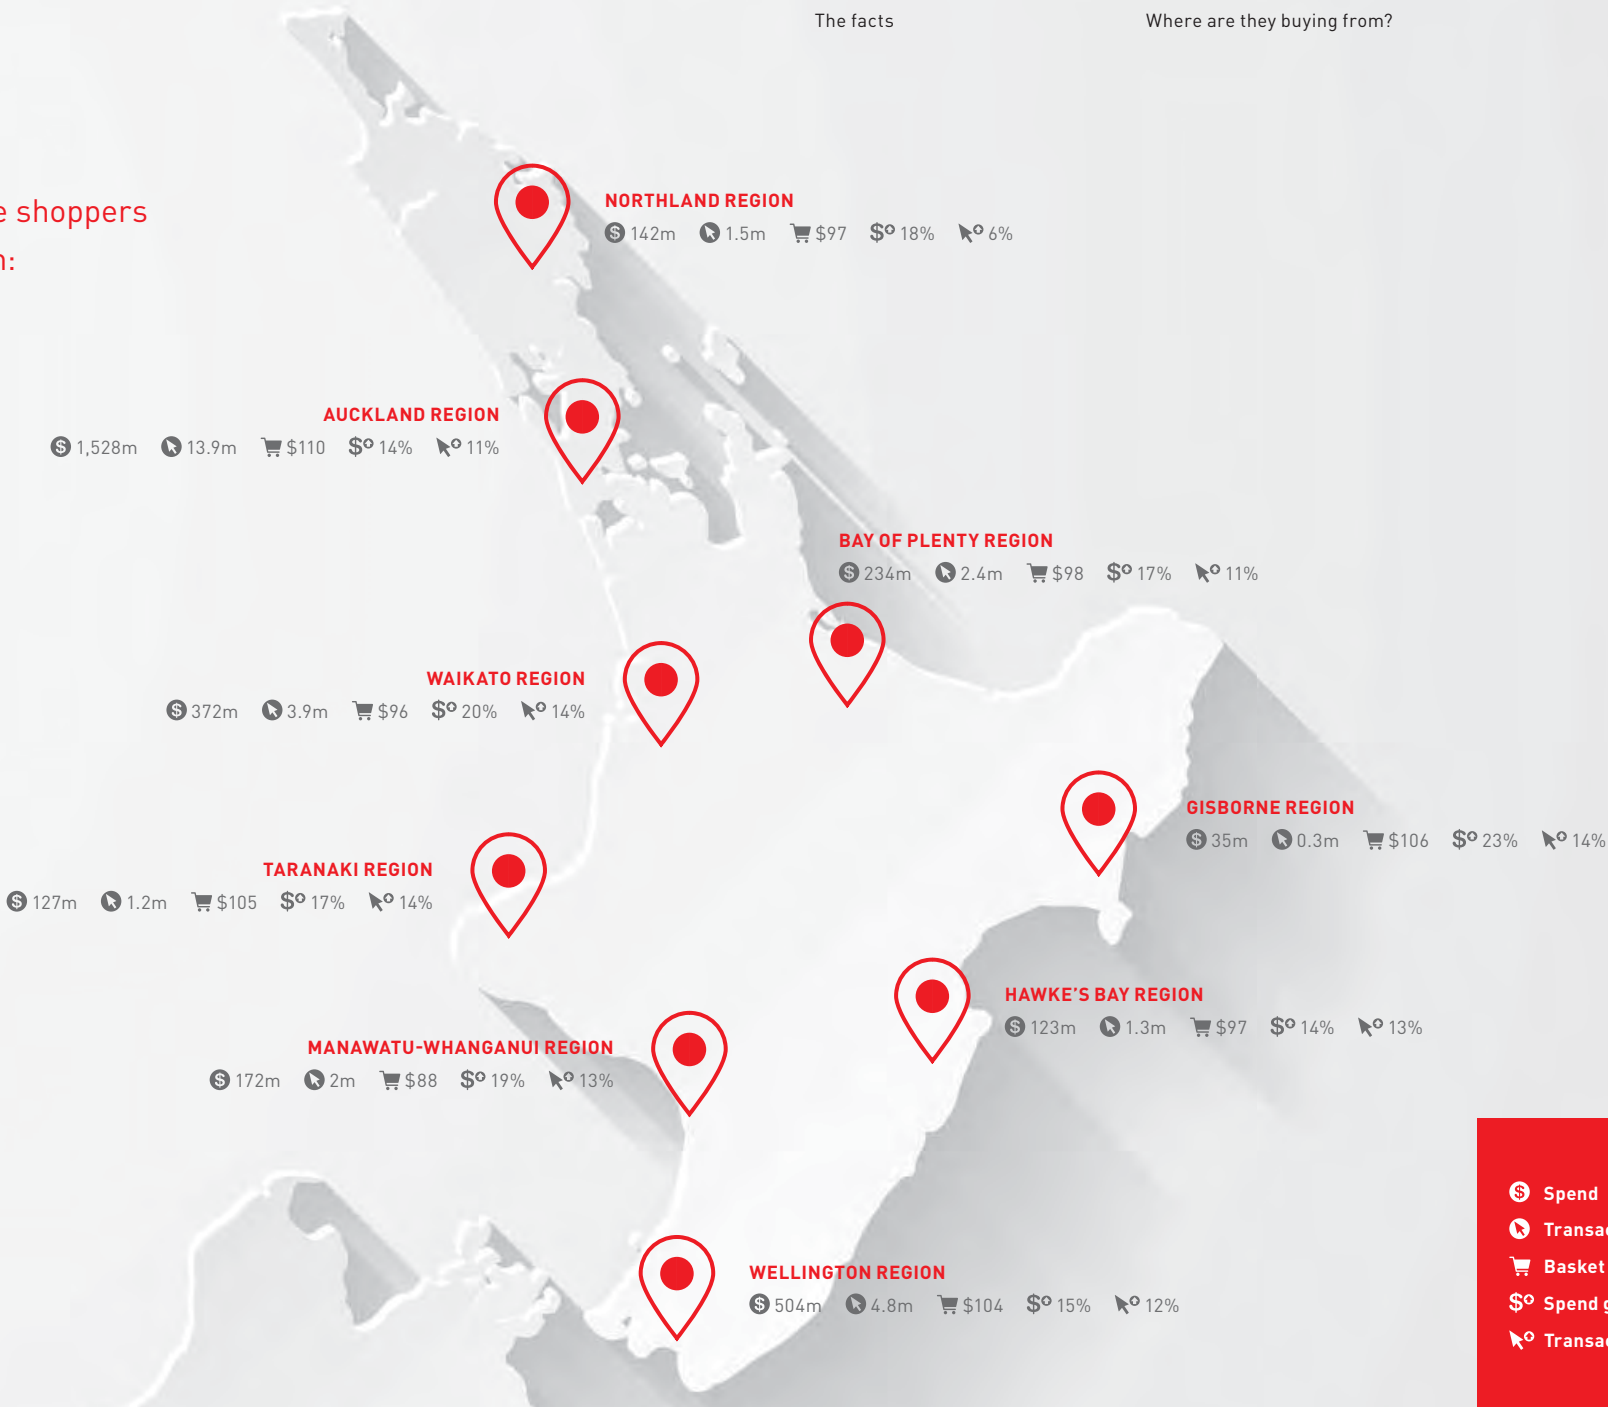 The facts
Where are they buying from?
shoppers
NORTHLAND REGION
$ 142m 1.5m $97 $ 18% 6%
AUCKLAND REGION
$ 1,528m 13.9m $110 $ 14% 11%
BAY OF PLENTY REGION
$ 234m 2.4m $98 $ 17% 11%
WAIKATO REGION
$ 372m 3.9m $96 $ 20% 14%
GISBORNE REGION
$ 35m 0.3m $106 $ 23% 14%
TARANAKI REGION
$ 127m 1.2m $105 $ 17% 14%
HAWKE'S BAY REGION
$ 123m 1.3m $97 $ 14% 13%
MANAWATU-WHANGANUI REGION
$ 172m 2m $88 $ 19% 13%
WELLINGTON REGION
$ 504m 4.8m $104 $ 15% 12%
$ Spend
Basket
$ Spend